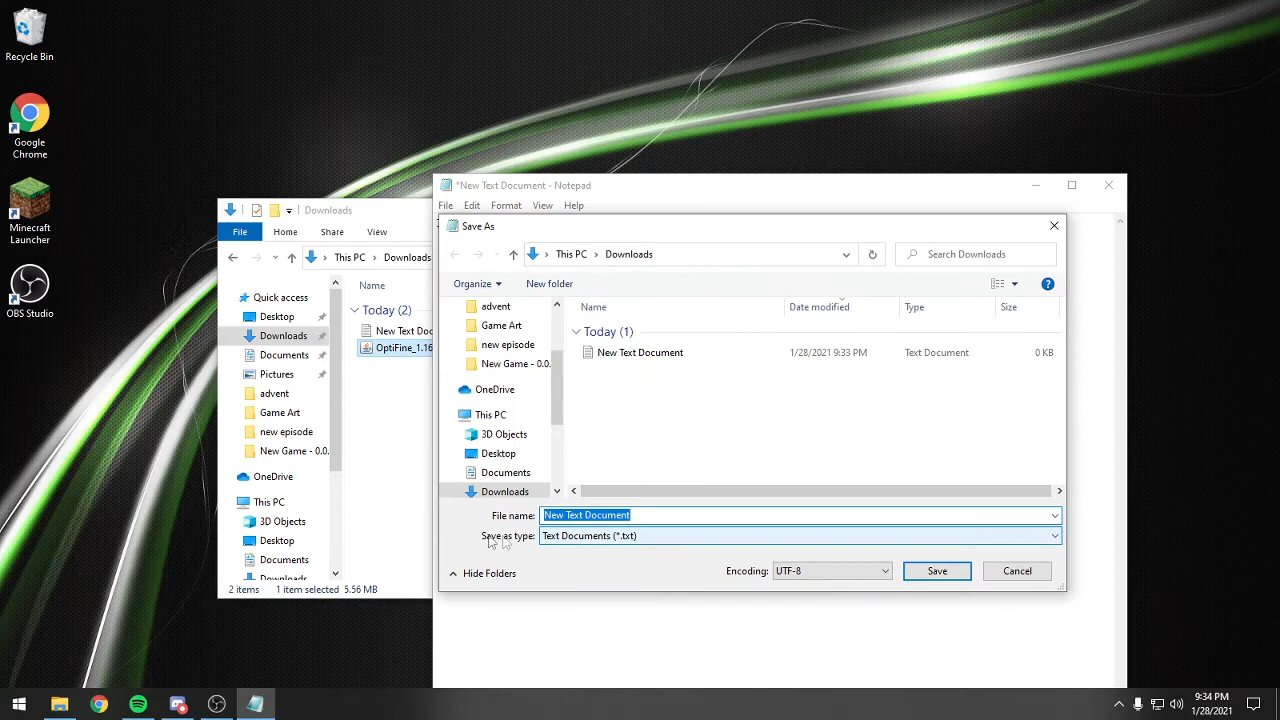 Recycle Bin
Google
Chrome
Minecraft
Launcher
OBS Studio
Downloads
File
Home
Share
View
This PC
Downloads
Name
Quick access
Desktop
Downloads
Documents
Pictures
advent
Game Art
new episode
New Game - 0.0.
OneDrive
This PC
3D Objects
Desktop
Documents
Downloads
Today (2)
New Text Doc
OptiFine_1.16
2 items 1 item selected 5.56 MB
*New Text Document - Notepad
File Edit Format View Help
Save As
This PC
Downloads
Search Downloads
Organize
New folder
advent
Game Art
new episode
New Game - 0.0.
OneDrive
This PC
3D Objects
Desktop
Documents
Downloads
Name Date modified Type Size
Today (1)
New Text Document 1/28/2021 9:33 PM Text Document 0 KB
File name: New Text Document
Save as type: Text Documents (*.txt)
Hide Folders
Encoding: UTF-8
Save
Cancel
9:34 PM
1/28/2021